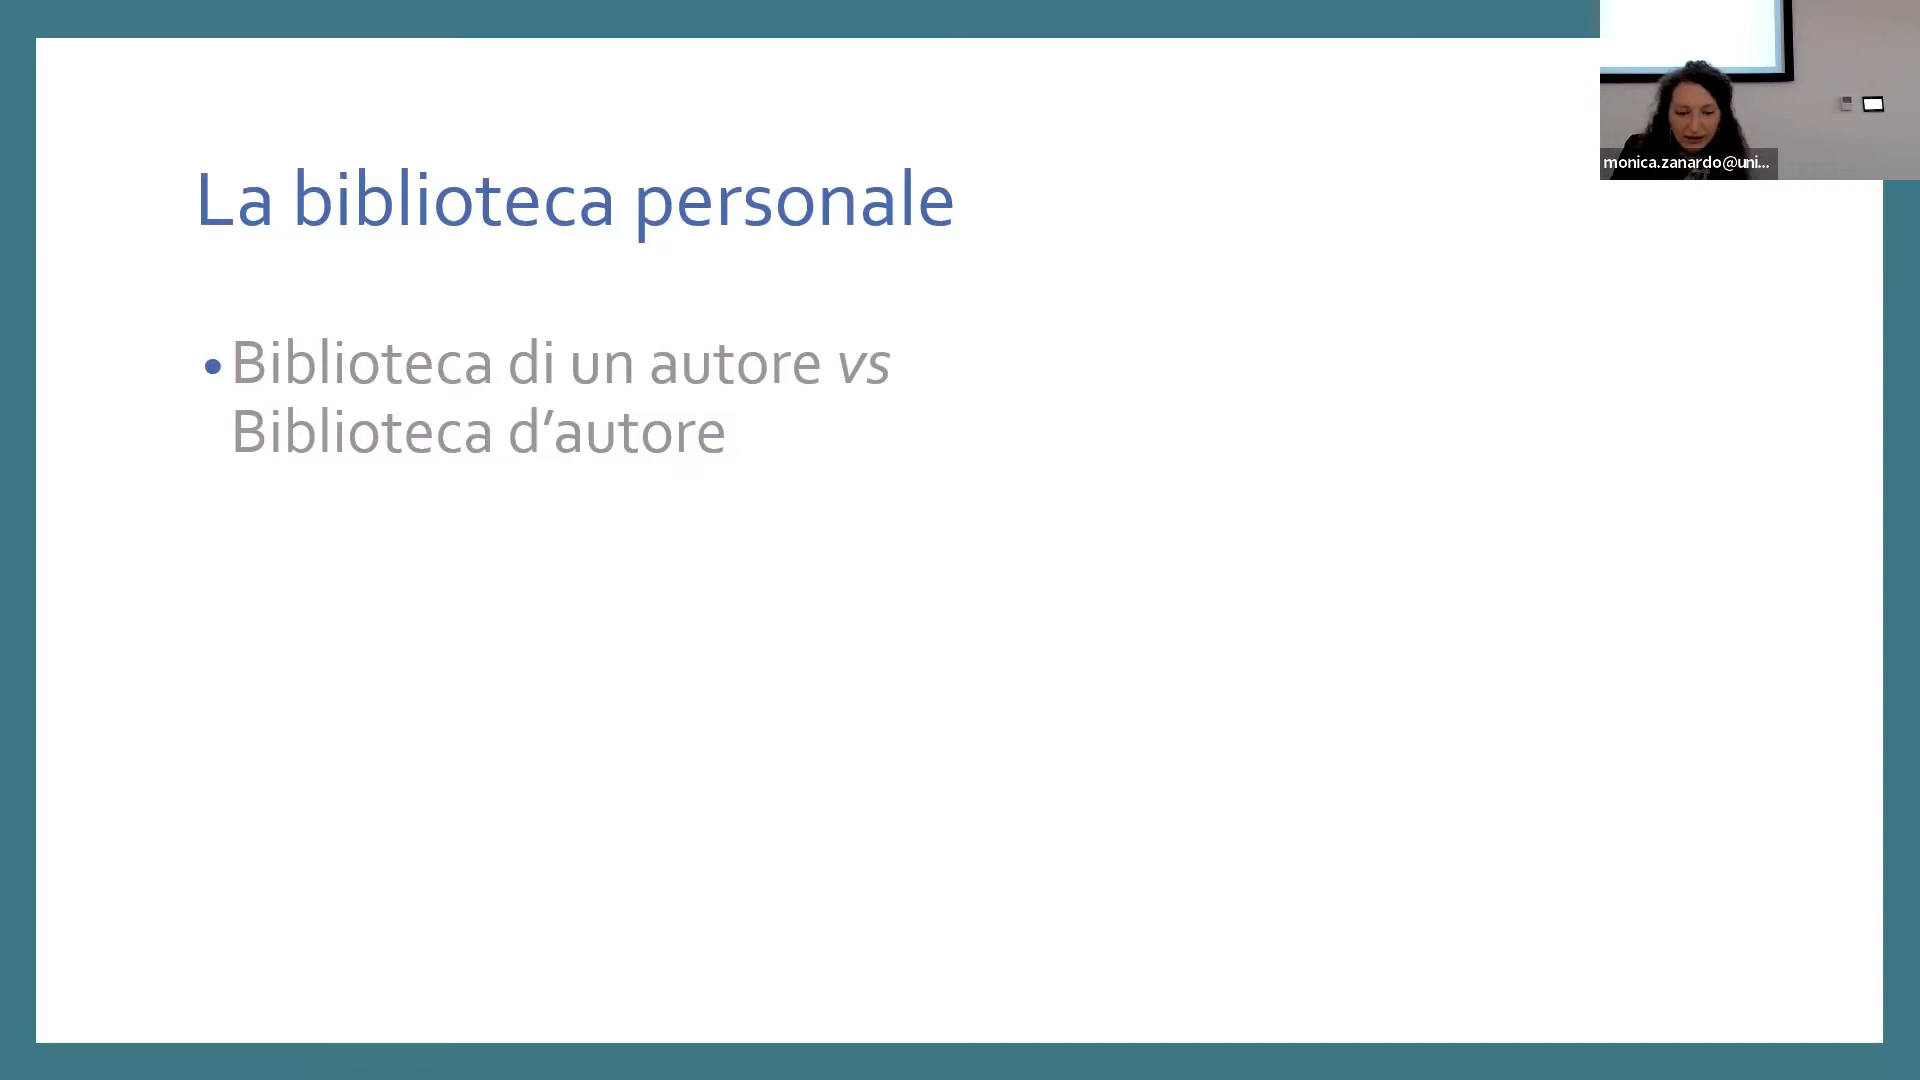 La biblioteca personale
• Biblioteca di un autore vs
Biblioteca d’autore
monica.zanardo@uni...